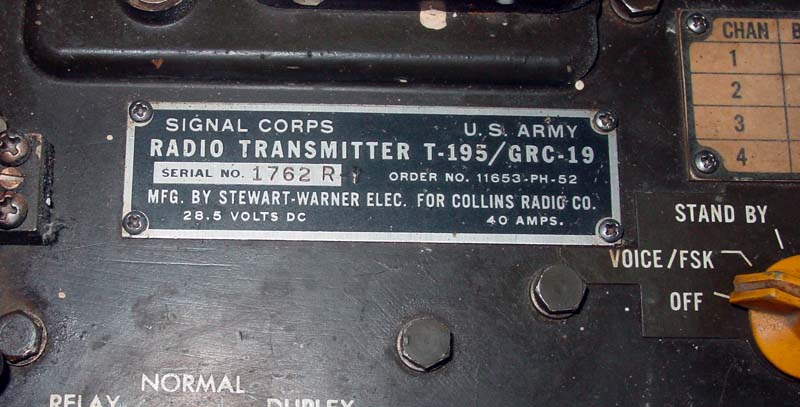 SIGNAL CORPS U.S. ARMY
RADIO TRANSMITTER T-195/GRC-19
SERIAL NO. 1762 R ORDER NO. 11653-PH-52
MFG. BY STEWART-WARNER ELEC. FOR COLLINS RADIO CO.
28.5 VOLTS DC 40 AMPS.
CHAN
1
2
3
4
STAND BY
VOICE/FSK
OFF
NORMAL
RELAY DUPLEX